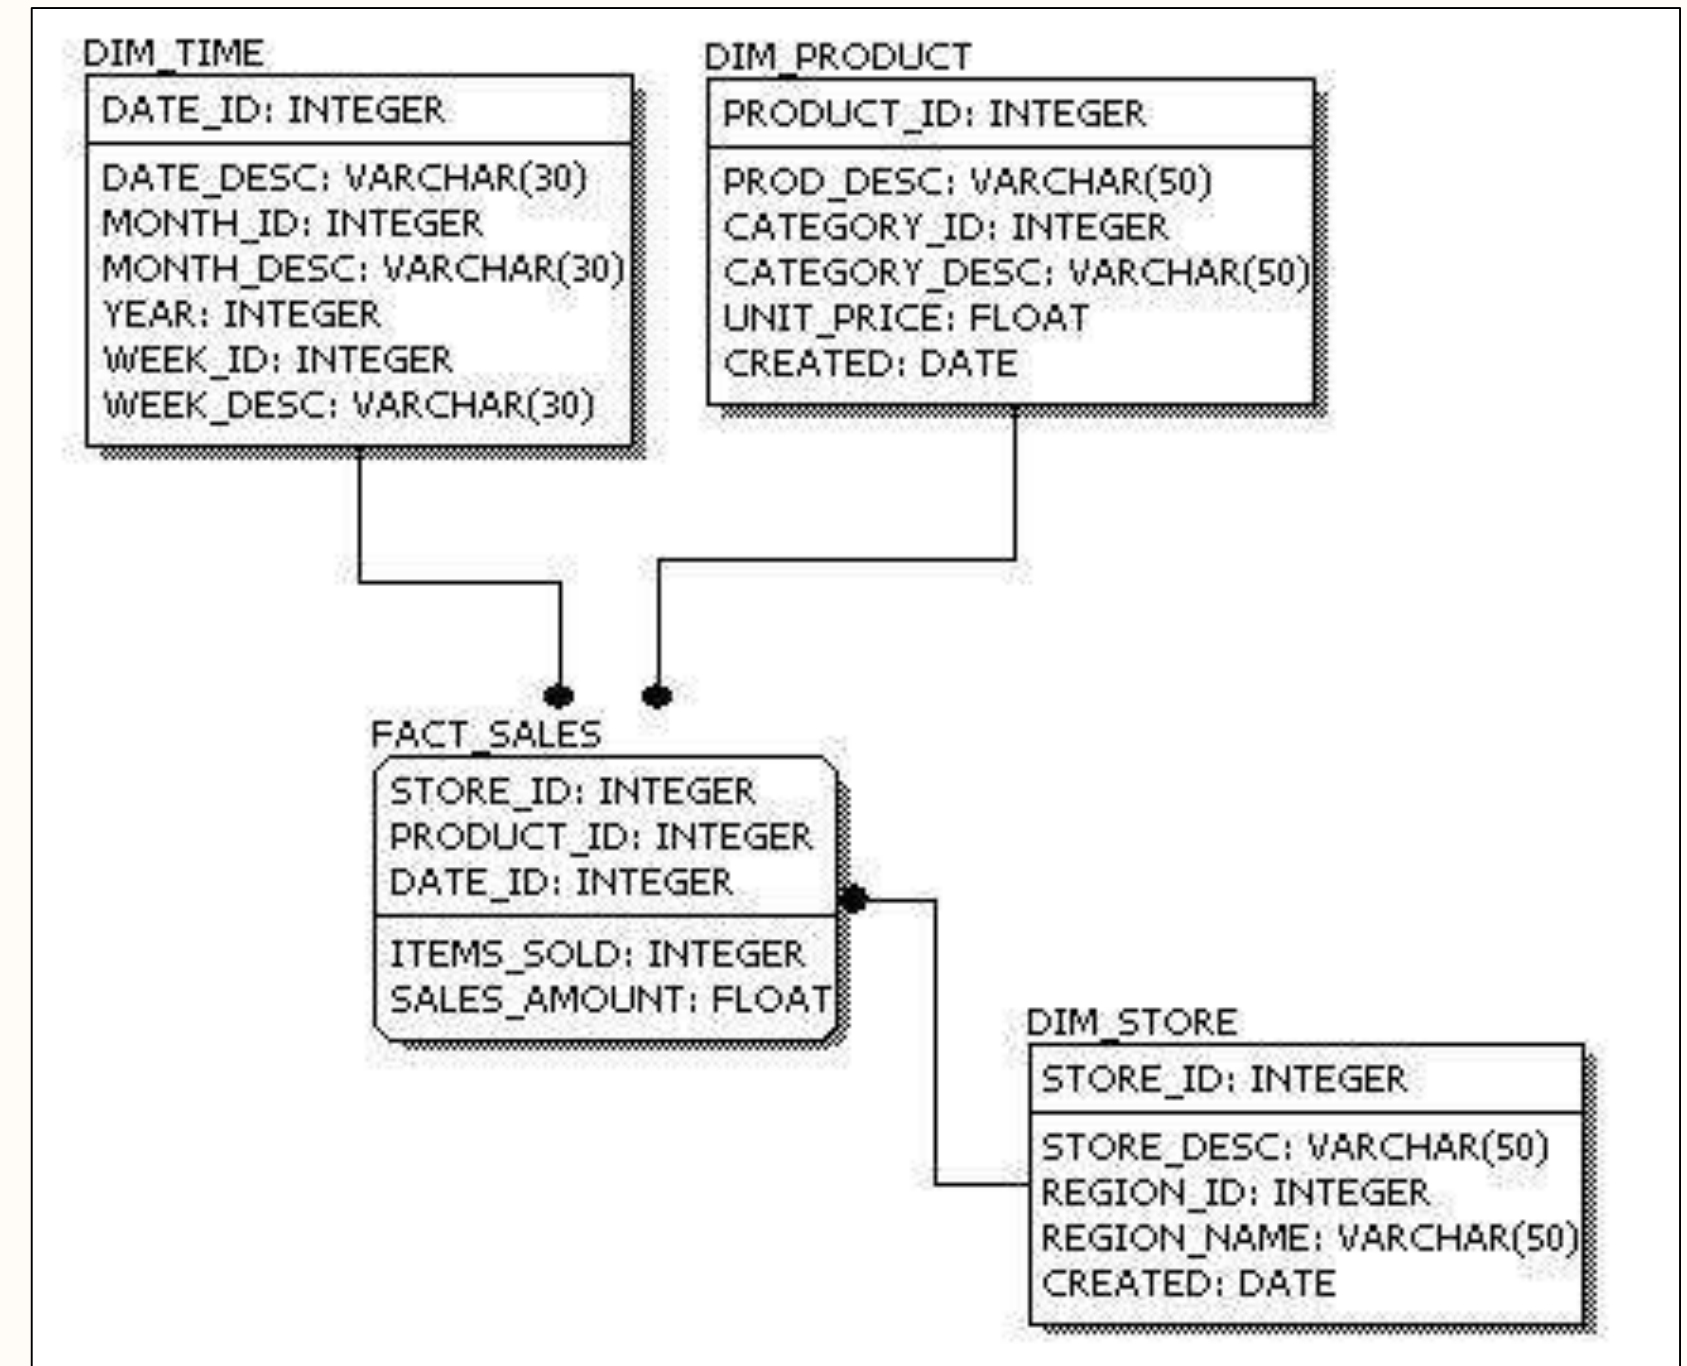 DIM_TIME
DATE_ID: INTEGER
DATE_DESC: VARCHAR(30)
MONTH_ID: INTEGER
MONTH_DESC: VARCHAR(30)
YEAR: INTEGER
WEEK_ID: INTEGER
WEEK_DESC: VARCHAR(30)
DIM_PRODUCT
PRODUCT_ID: INTEGER
PROD_DESC: VARCHAR(50)
CATEGORY_ID: INTEGER
CATEGORY_DESC: VARCHAR(50)
UNIT_PRICE: FLOAT
CREATED: DATE
FACT_SALES
STORE_ID: INTEGER
PRODUCT_ID: INTEGER
DATE_ID: INTEGER
ITEMS_SOLD: INTEGER
SALES_AMOUNT: FLOAT
DIM_STORE
STORE_ID: INTEGER
STORE_DESC: VARCHAR(50)
REGION_ID: INTEGER
REGION_NAME: VARCHAR(50)
CREATED: DATE